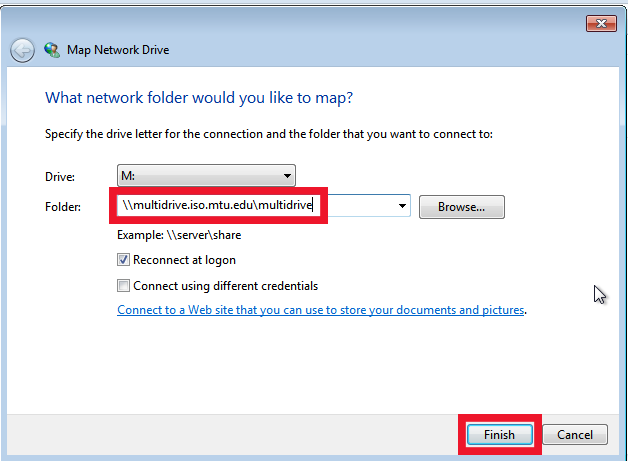 Map Network Drive
What network folder would you like to map?
Specify the drive letter for the connection and the folder that you want to connect to:
Drive: M:
Folder: \\multidrive.iso.mtu.edu\multidrive Browse...
Example: \\server\share
Reconnect at logon
Connect using different credentials
Connect to a Web site that you can use to store your documents and pictures.
Finish Cancel